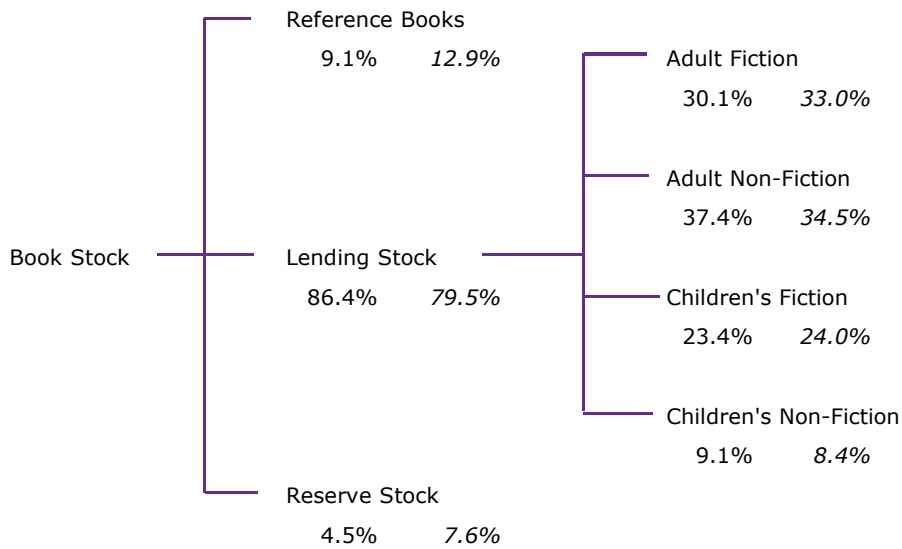 Reference Books
9.1% 12.9%
Adult Fiction
30.1% 33.0%
Adult Non-Fiction
37.4% 34.5%
Book Stock
Lending Stock
86.4% 79.5%
Children's Fiction
23.4% 24.0%
Children's Non-Fiction
9.1% 8.4%
Reserve Stock
4.5% 7.6%